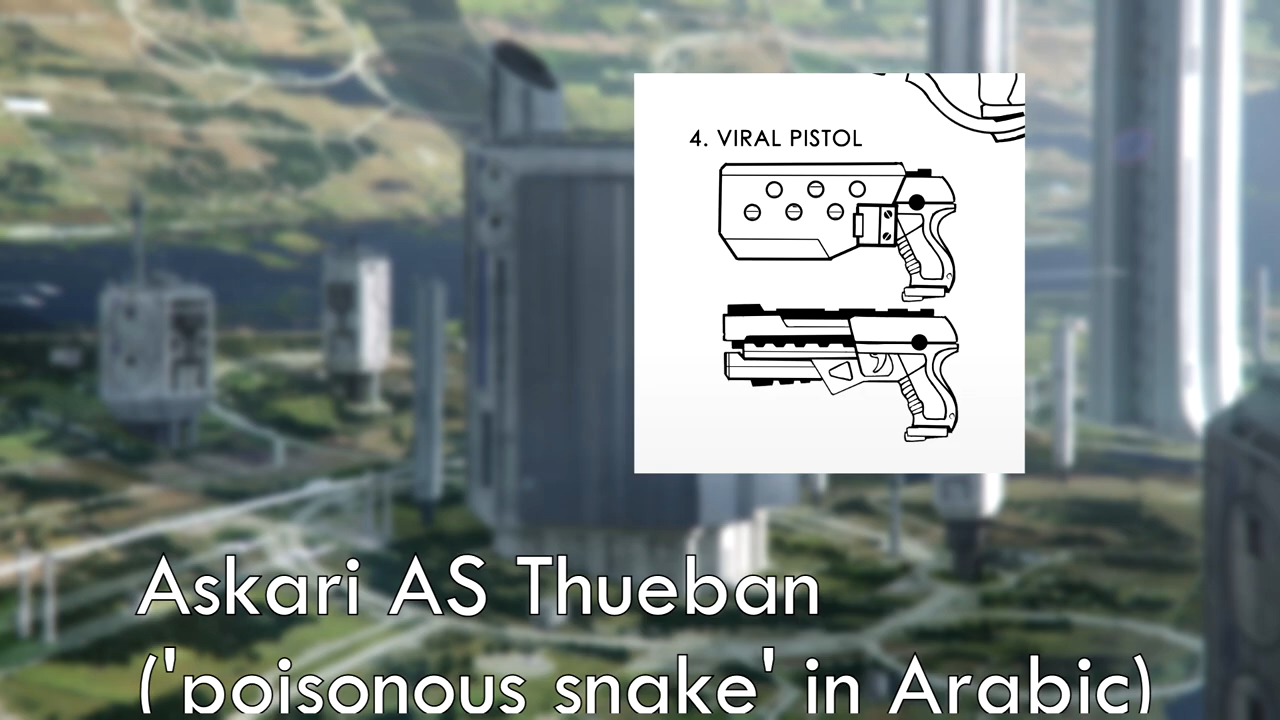 4. VIRAL PISTOL
Askari AS Thueban
('poisonous snake' in Arabic)